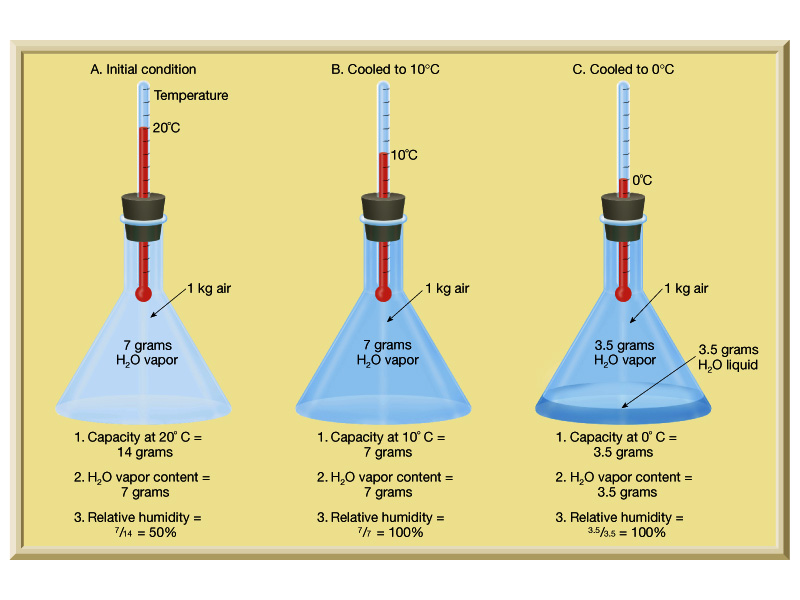 A. Initial condition
Temperature
20°C
1 kg air
7 grams
H₂O vapor
1. Capacity at 20° C =
14 grams
2. H₂O vapor content =
7 grams
3. Relative humidity =
7/14 = 50%
B. Cooled to 10°C
10°C
1 kg air
7 grams
H₂O vapor
1. Capacity at 10° C =
7 grams
2. H₂O vapor content =
7 grams
3. Relative humidity =
7/7 = 100%
C. Cooled to 0°C
0°C
1 kg air
3.5 grams
H₂O vapor
3.5 grams
H₂O liquid
1. Capacity at 0° C =
3.5 grams
2. H₂O vapor content =
3.5 grams
3. Relative humidity =
3.5/3.5 = 100%